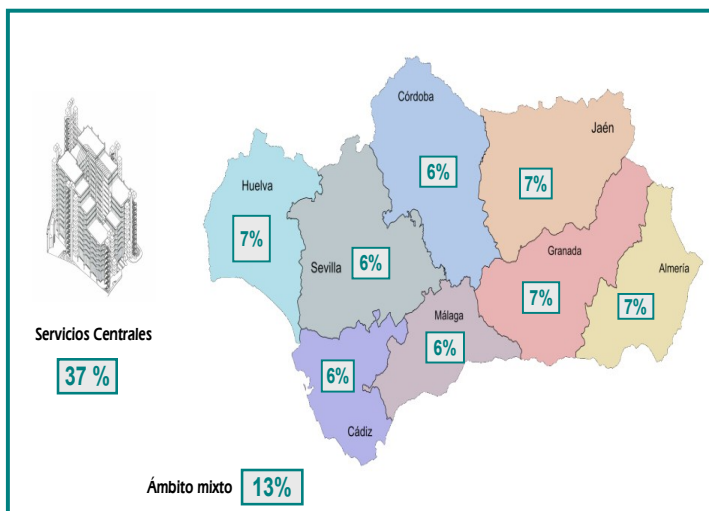 Córdoba
6%
Jaén
7%
Huelva
7%
Sevilla
6%
Granada
7%
Almería
7%
Málaga
6%
Cádiz
6%
Servicios Centrales
37 %
Ámbito mixto 13%